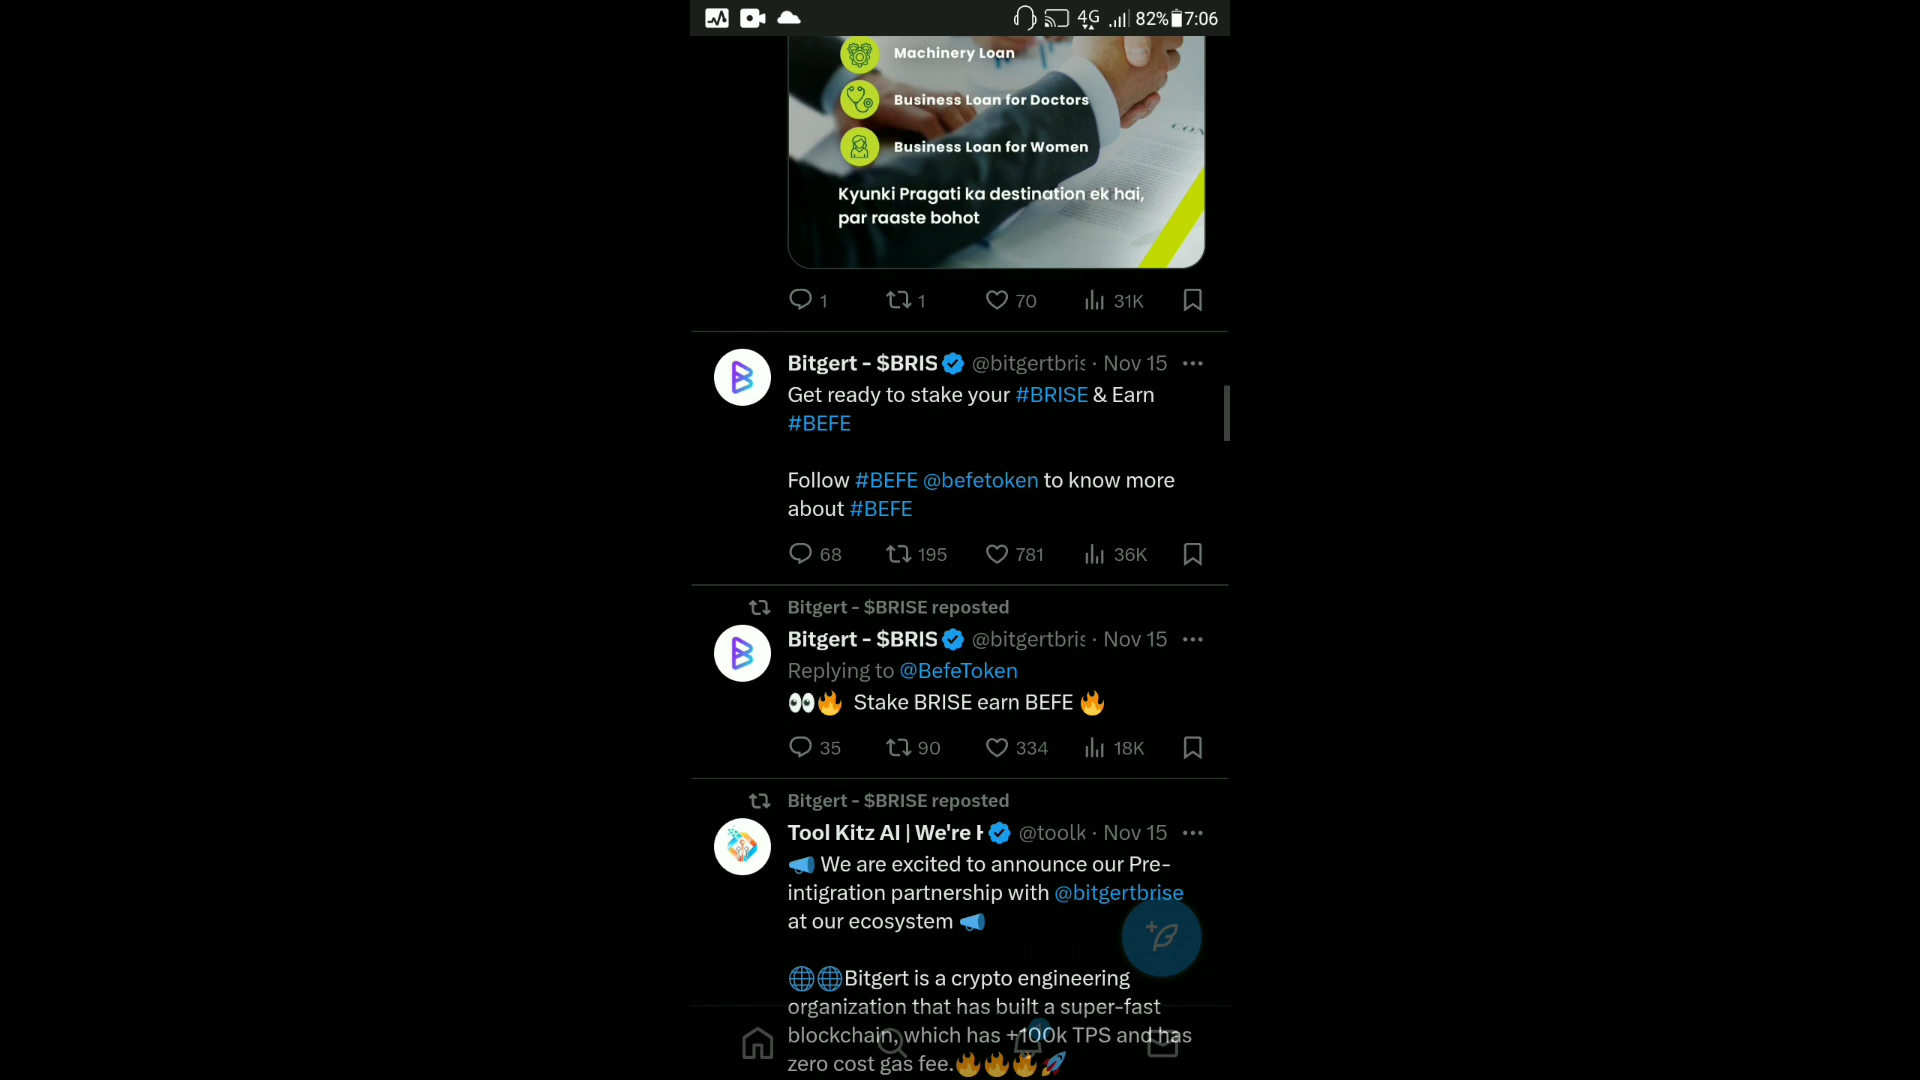 4G 82% 7:06
Machinery Loan
CON
Business Loan for Doctors
Business Loan for Women
Kyunki Pragati ka destination ek hai,
par raaste bohot
1 1 70 31K
Bitgert - $BRIS @bitgertbris · Nov 15 ...
Get ready to stake your #BRISE & Earn
#BEFE
Follow #BEFE @befetoken to know more
about #BEFE
68 195 781 36K
Bitgert - $BRISE reposted
Bitgert - $BRIS @bitgertbris · Nov 15 ...
Replying to @BefeToken
👀🔥 Stake BRISE earn BEFE 🔥
35 90 334 18K
Bitgert - $BRISE reposted
Tool Kitz AI | We're H @toolk · Nov 15 ...
📣 We are excited to announce our Pre-
intigration partnership with @bitgertbrise
at our ecosystem 📣
🌐🌐Bitgert is a crypto engineering
organization that has built a super-fast
blockchain, which has +100k TPS and has
zero cost gas fee.🔥🔥🔥🚀